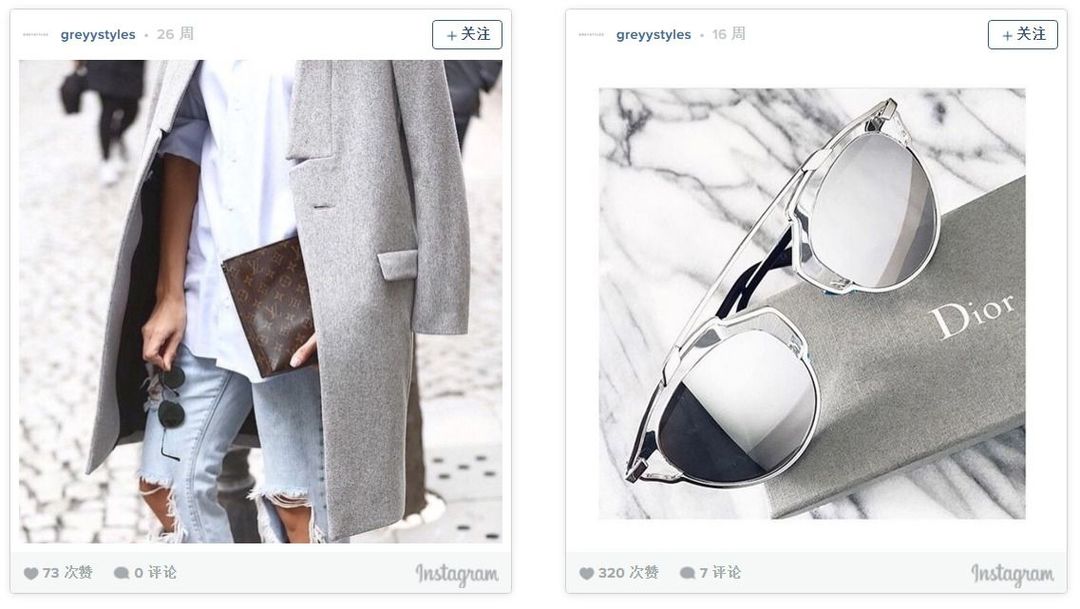 greyystyles • 26 周
+ 关注
73 次赞 0 评论 Instagram
greyystyles • 16 周
+ 关注
Dior
320 次赞 7 评论 Instagram